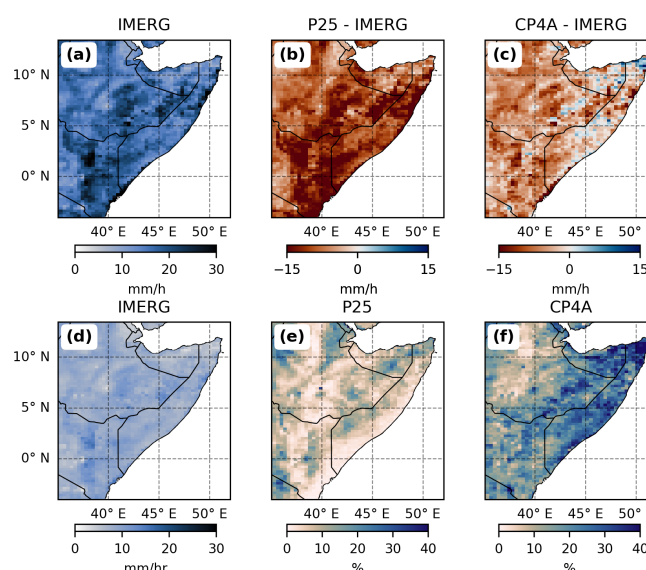 IMERG P25 - IMERG CP4A - IMERG
(a) (b) (c)
10° N
5° N
0° N
40° E 45° E 50° E 40° E 45° E 50° E 40° E 45° E 50° E
0 10 20 30 −15 0 15 −15 0 15
mm/h mm/h mm/h
IMERG P25 CP4A
(d) (e) (f)
10° N
5° N
0° N
40° E 45° E 50° E 40° E 45° E 50° E 40° E 45° E 50° E
0 10 20 30 0 10 20 30 40 0 10 20 30 40
mm/hr % %